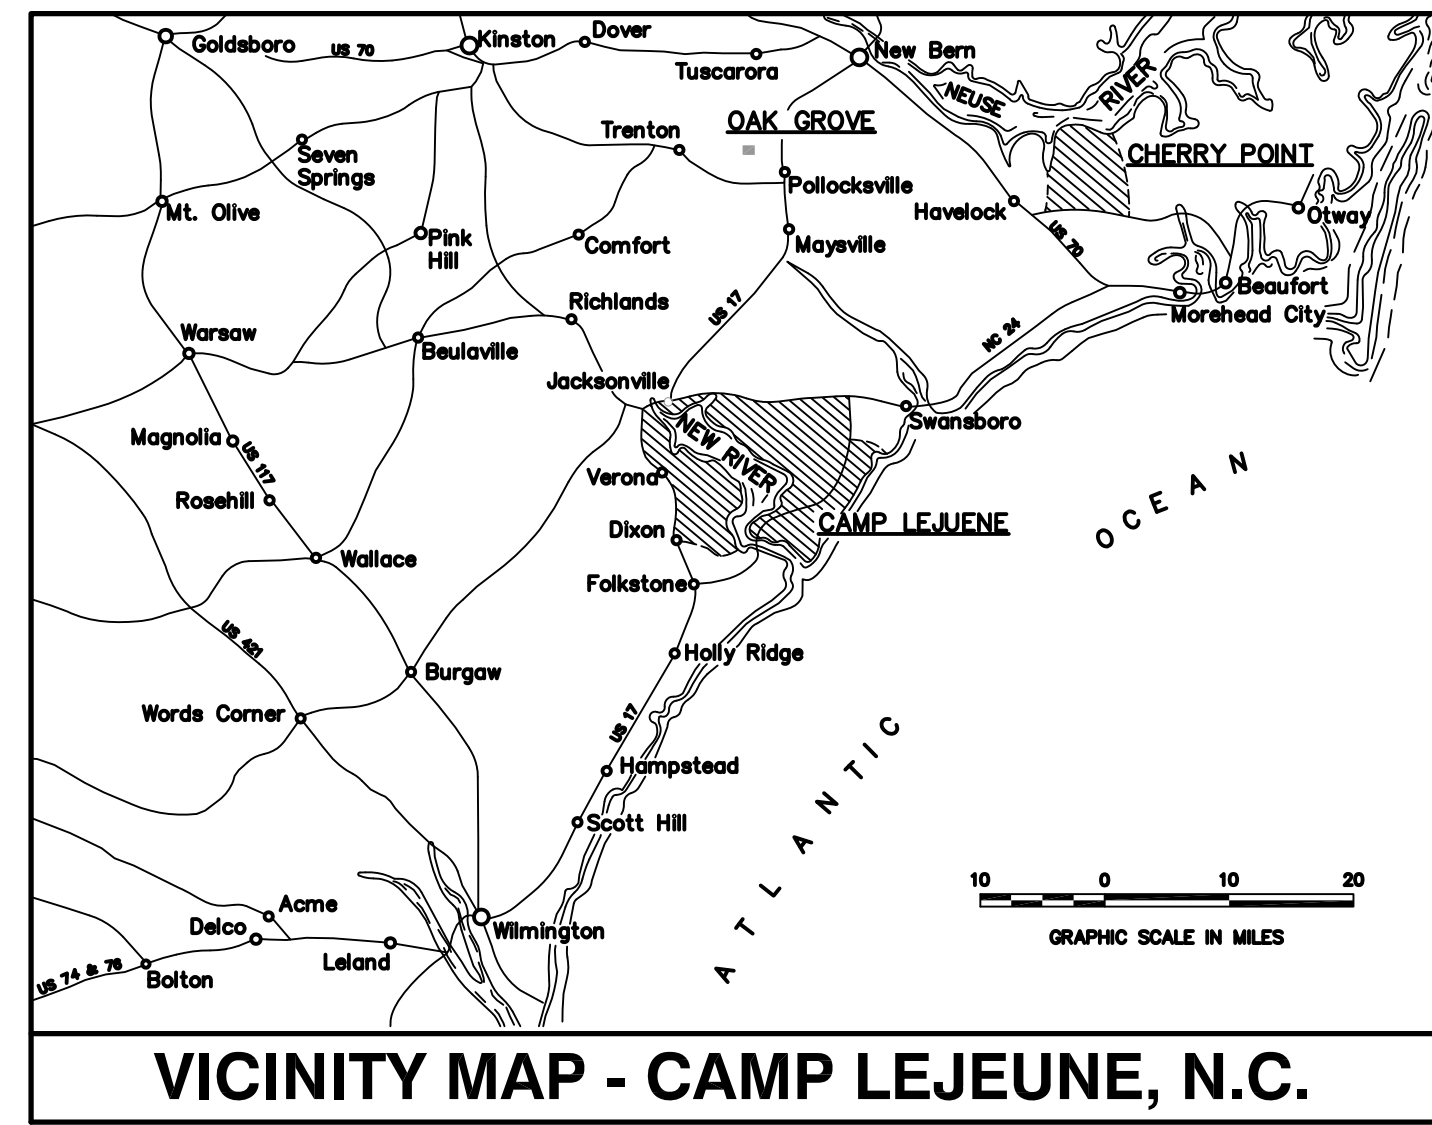 Goldsboro
US 70
Kinston
Dover
Tuscarora
New Bern
NEUSE
RIVER
OAK GROVE
Trenton
CHERRY POINT
Seven
Springs
Pollocksville
Mt. Olive
Havelock
Otway
Pink
Hill
Comfort
Maysville
US 70
Beaufort
Richlands
US 17
Morehead City
Warsaw
Beulaville
NC 24
Jacksonville
Swansboro
Magnolia
US 117
NEW RIVER
Verona
OCEAN
Rosehill
Dixon
CAMP LEJUENE
Wallace
Folkstone
US 421
Burgaw
Holly Ridge
Words Corner
US 17
Hampstead
ATLANTIC
Scott Hill
10 0 10 20
GRAPHIC SCALE IN MILES
Acme
Delco
Wilmington
Leland
US 74 & 76
Bolton
VICINITY MAP - CAMP LEJEUNE, N.C.